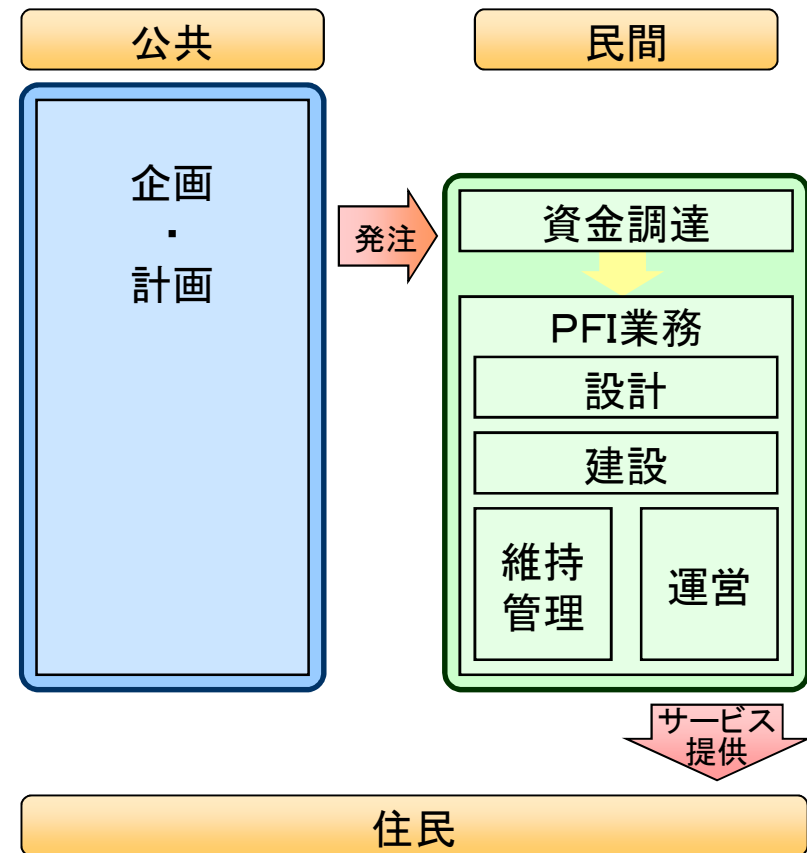 公共
民間
企画
・
計画
発注
資金調達
PFI業務
設計
建設
維持
管理
運営
サービス
提供
住民